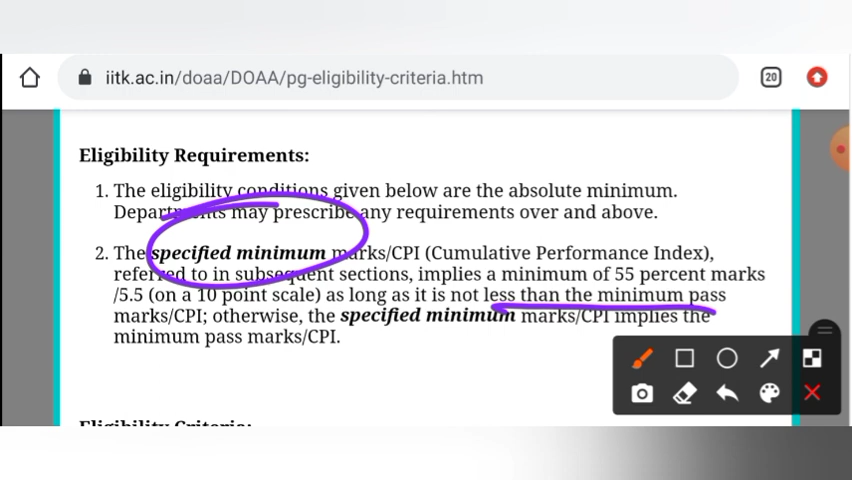 iitk.ac.in/doaa/DOAA/pg-eligibility-criteria.htm
20
Eligibility Requirements:
1. The eligibility conditions given below are the absolute minimum.
Departments may prescribe any requirements over and above.
2. The specified minimum marks/CPI (Cumulative Performance Index),
referred to in subsequent sections, implies a minimum of 55 percent marks
/5.5 (on a 10 point scale) as long as it is not less than the minimum pass
marks/CPI; otherwise, the specified minimum marks/CPI implies the
minimum pass marks/CPI.
Eligibility Criteria: